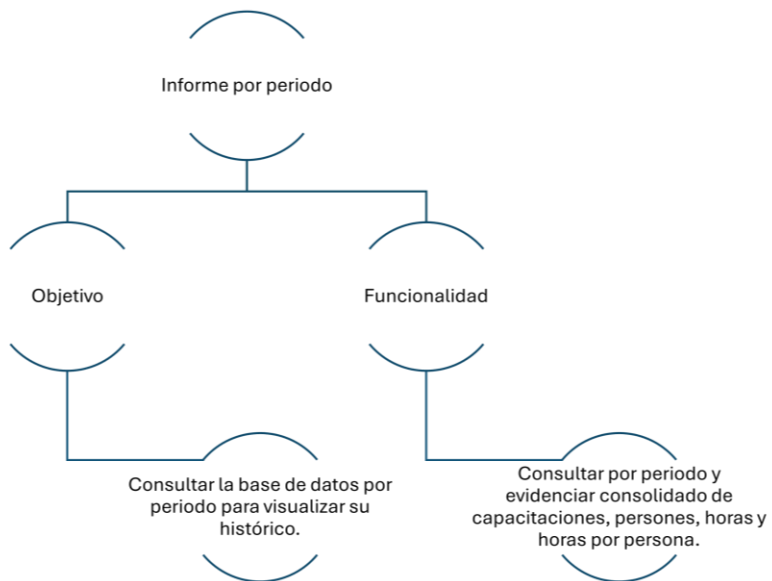 Informe por periodo
Objetivo
Funcionalidad
Consultar la base de datos por
periodo para visualizar su
histórico.
Consultar por periodo y
evidenciar consolidado de
capacitaciones, persones, horas y
horas por persona.